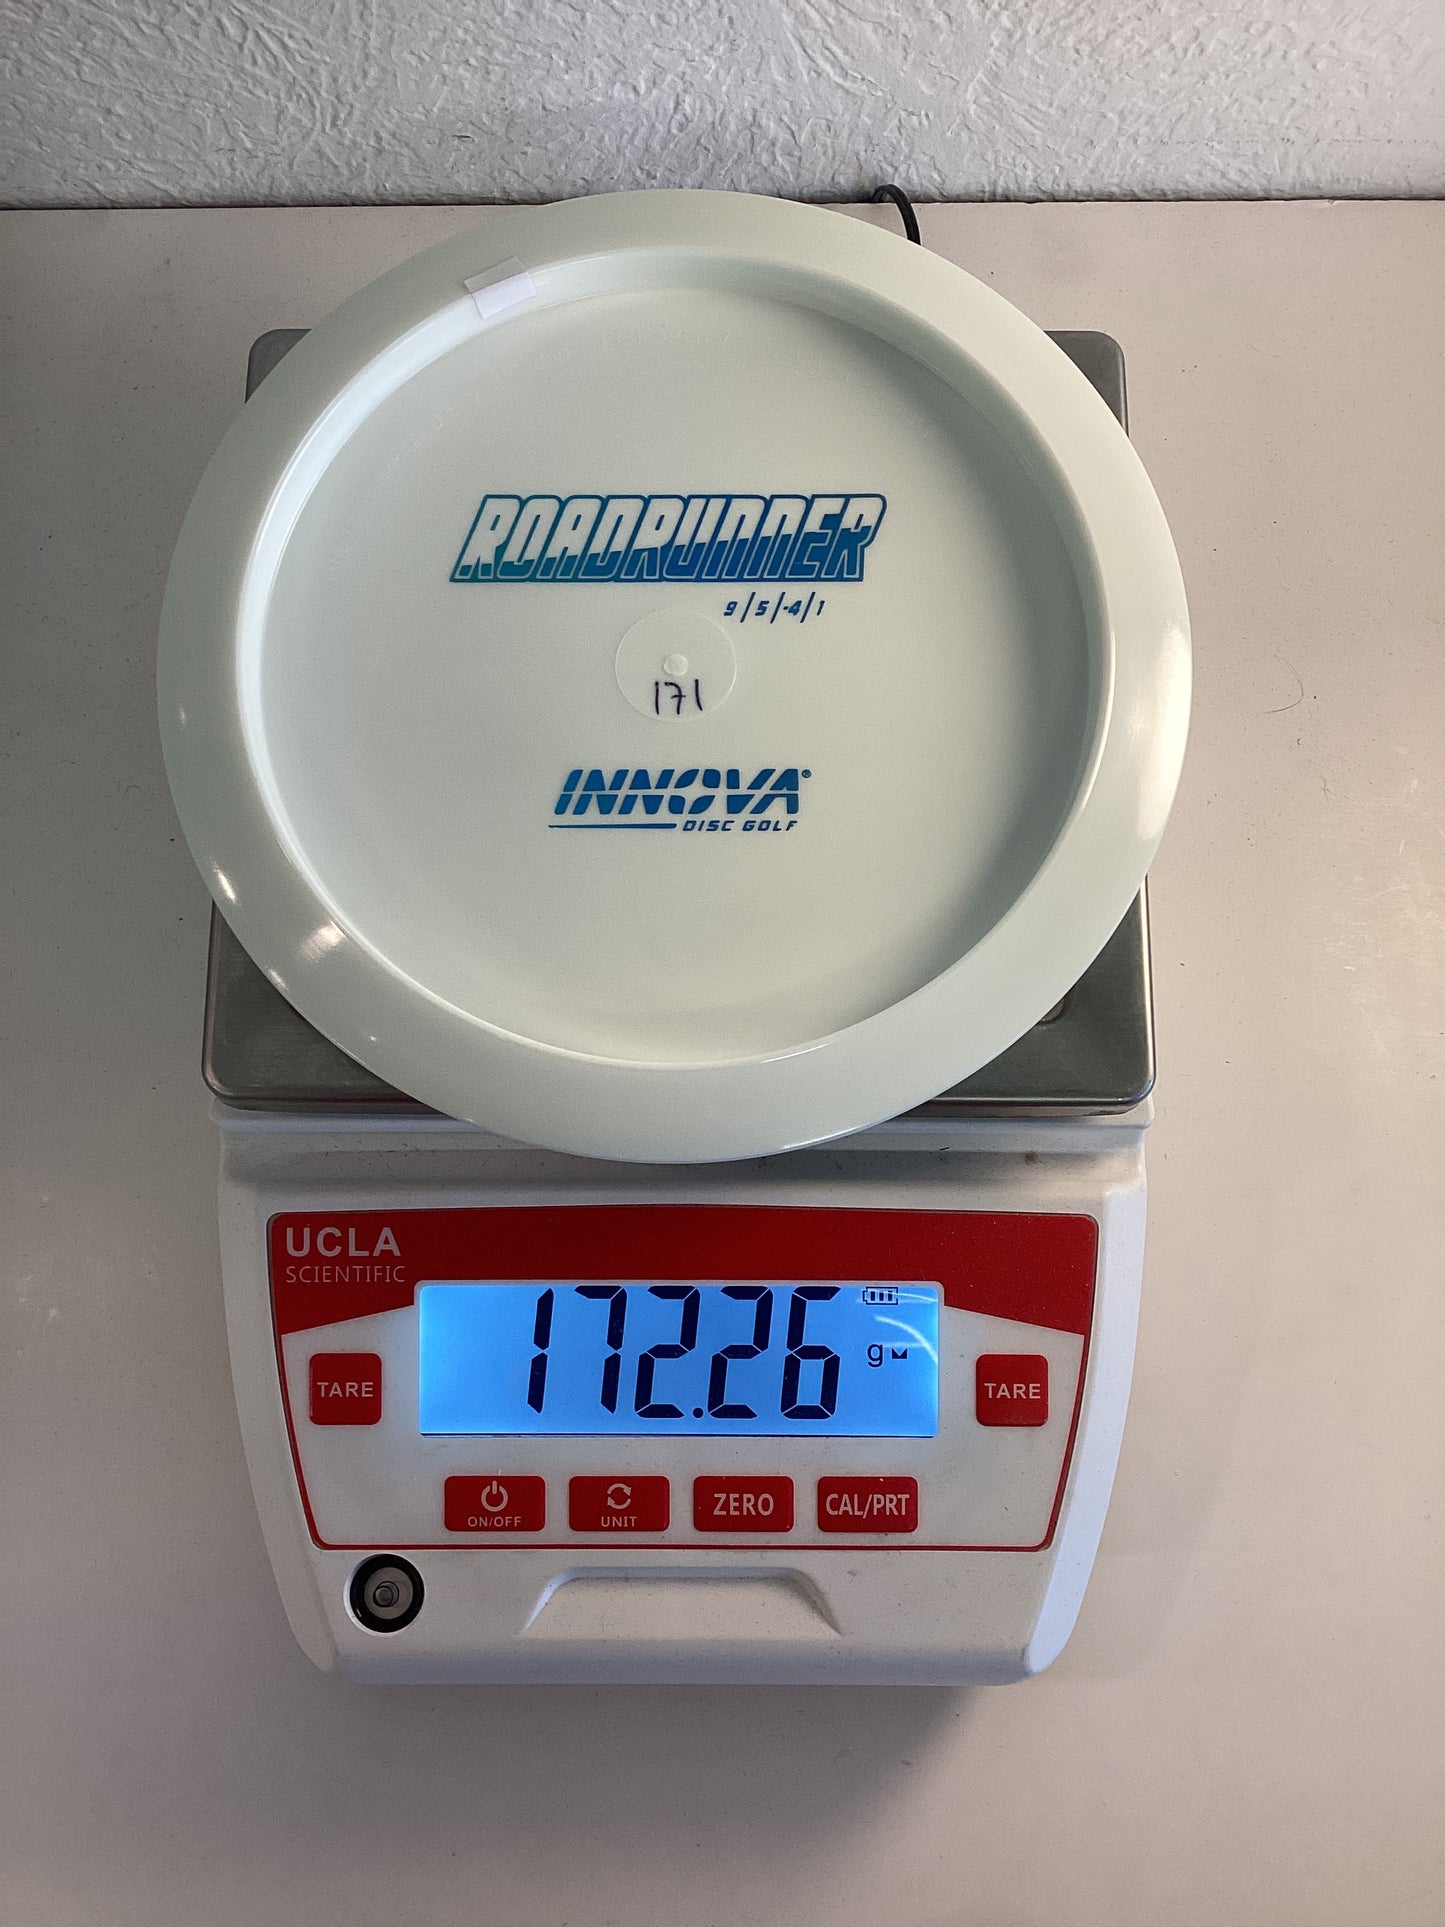 ROADRUNNER
9/5/-4/1
171
INNOVA®
DISC GOLF
UCLA
SCIENTIFIC
172.26
g
TARE
TARE
ON/OFF
UNIT
ZERO
CAL/PRT